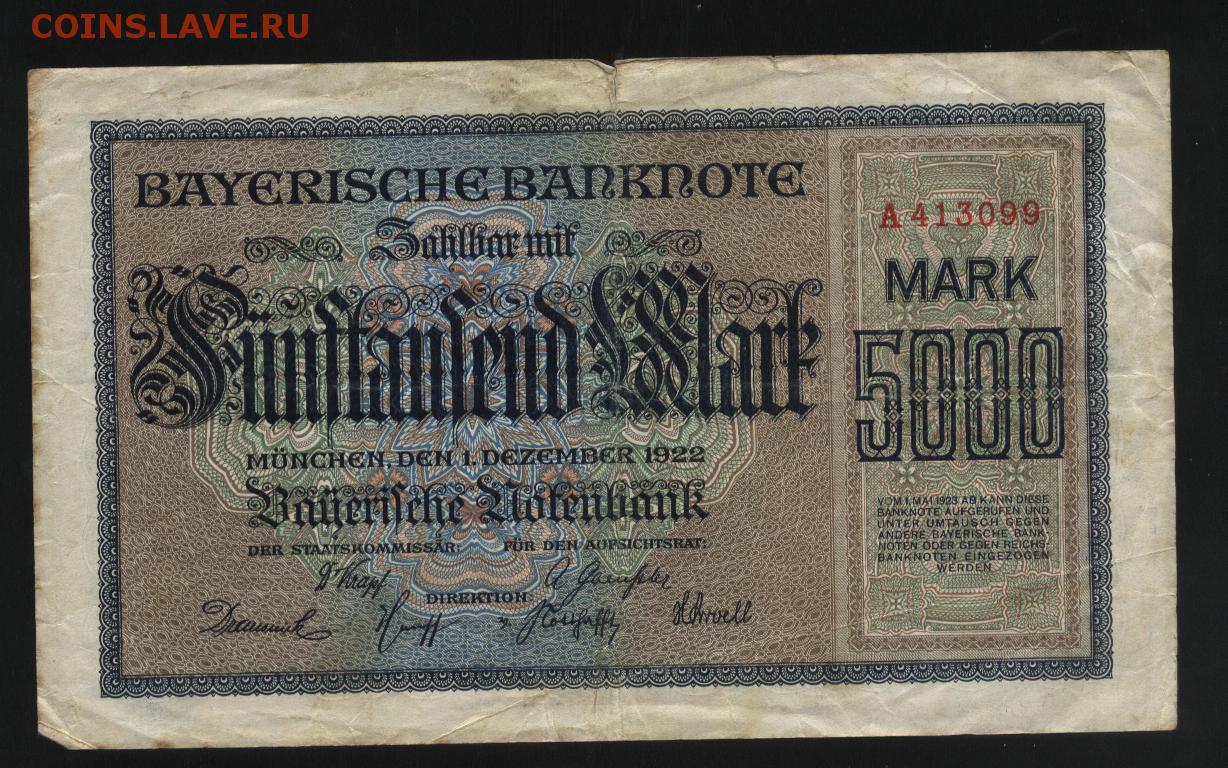 COINS.LAVE.RU
BAYERISCHE BANKNOTE
Zahlbar mit
Fünftausend Mark
MÜNCHEN, DEN 1. DEZEMBER 1922
Bayerische Notenbank
DER STAATSKOMMISSÄR: FÜR DEN AUFSICHTSRAT:
DIREKTION
A 413099
MARK
5000
VOM 1. MAI 1923 AB KANN DIESE
BANKNOTE AUFGERUFEN UND
UNTER UMTAUSCH GEGEN
ANDERE BAYERISCHE BANK-
NOTEN ODER GEGEN REICHS-
BANKNOTEN EINGEZOGEN
WERDEN